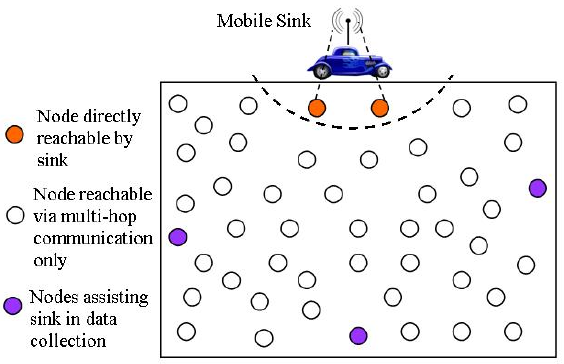 Mobile Sink
Node directly
reachable by
sink
Node reachable
via multi-hop
communication
only
Nodes assisting
sink in data
collection